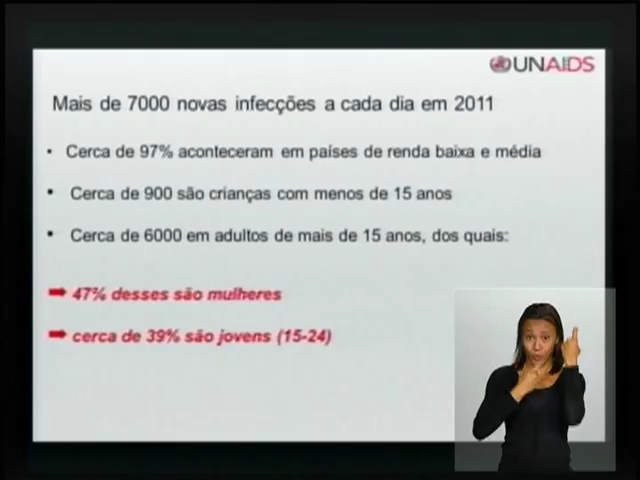 UNAIDS
Mais de 7000 novas infecções a cada dia em 2011
• Cerca de 97% aconteceram em países de renda baixa e média
• Cerca de 900 são crianças com menos de 15 anos
• Cerca de 6000 em adultos de mais de 15 anos, dos quais:
➡ 47% desses são mulheres
➡ cerca de 39% são jovens (15-24)